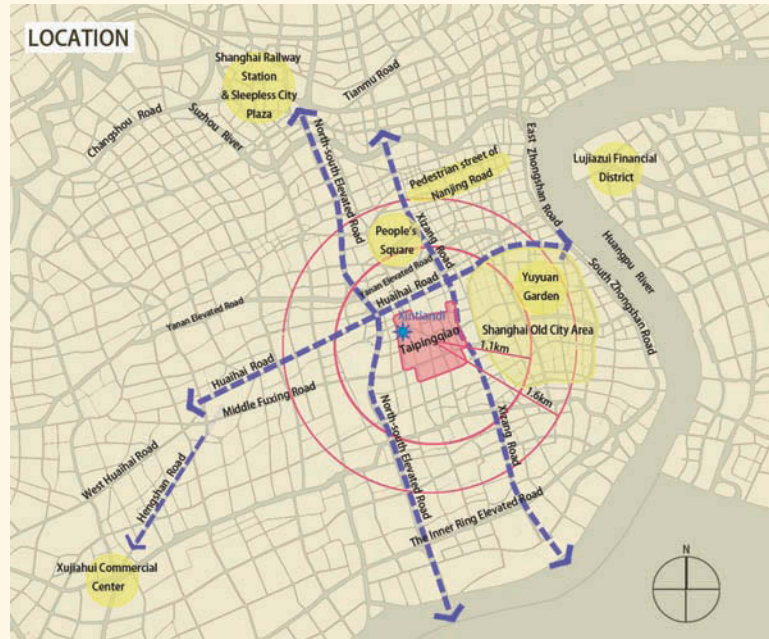 LOCATION
Shanghai Railway
Station
& Sleepless City
Plaza
Tianmu Road
Changshou Road
Suzhou River
North-south Elevated Road
East Zhongshan Road
Pedestrian street of
Nanjing Road
Lujiazui Financial
District
People's
Square
Xizang Road
Huangpu River
Yanan Elevated Road
Huaihai Road
Yuyuan
Garden
South Zhongshan Road
Yanan Elevated Road
Xintiandi
Taipingqiao
Shanghai Old City Area
1.1km
Huaihai Road
Middle Fuxing Road
1.6km
North-south Elevated Road
Xizang Road
West Huaihai Road
Hengshan Road
The Inner Ring Elevated Road
Xujiahui Commercial
Center
N